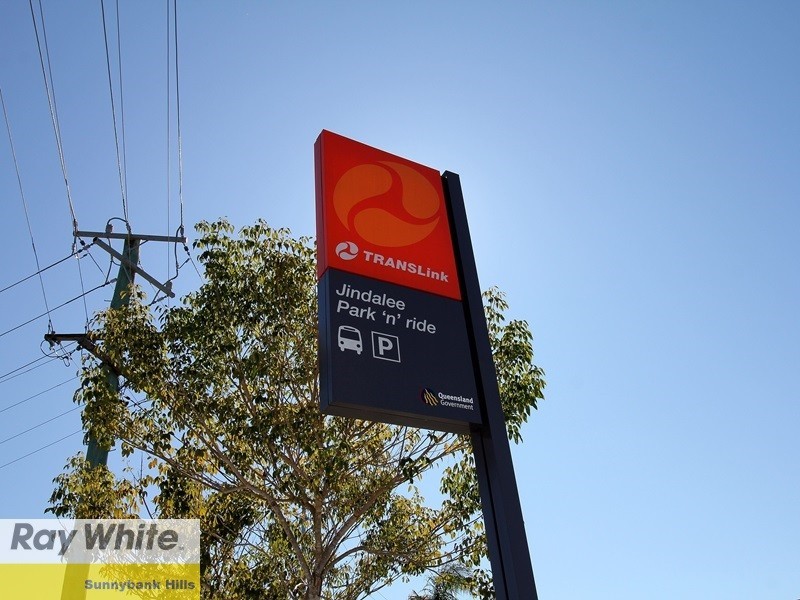 TRANSLink
Jindalee
Park 'n' ride
P
Queensland
Government
Ray White.
Sunnybank Hills